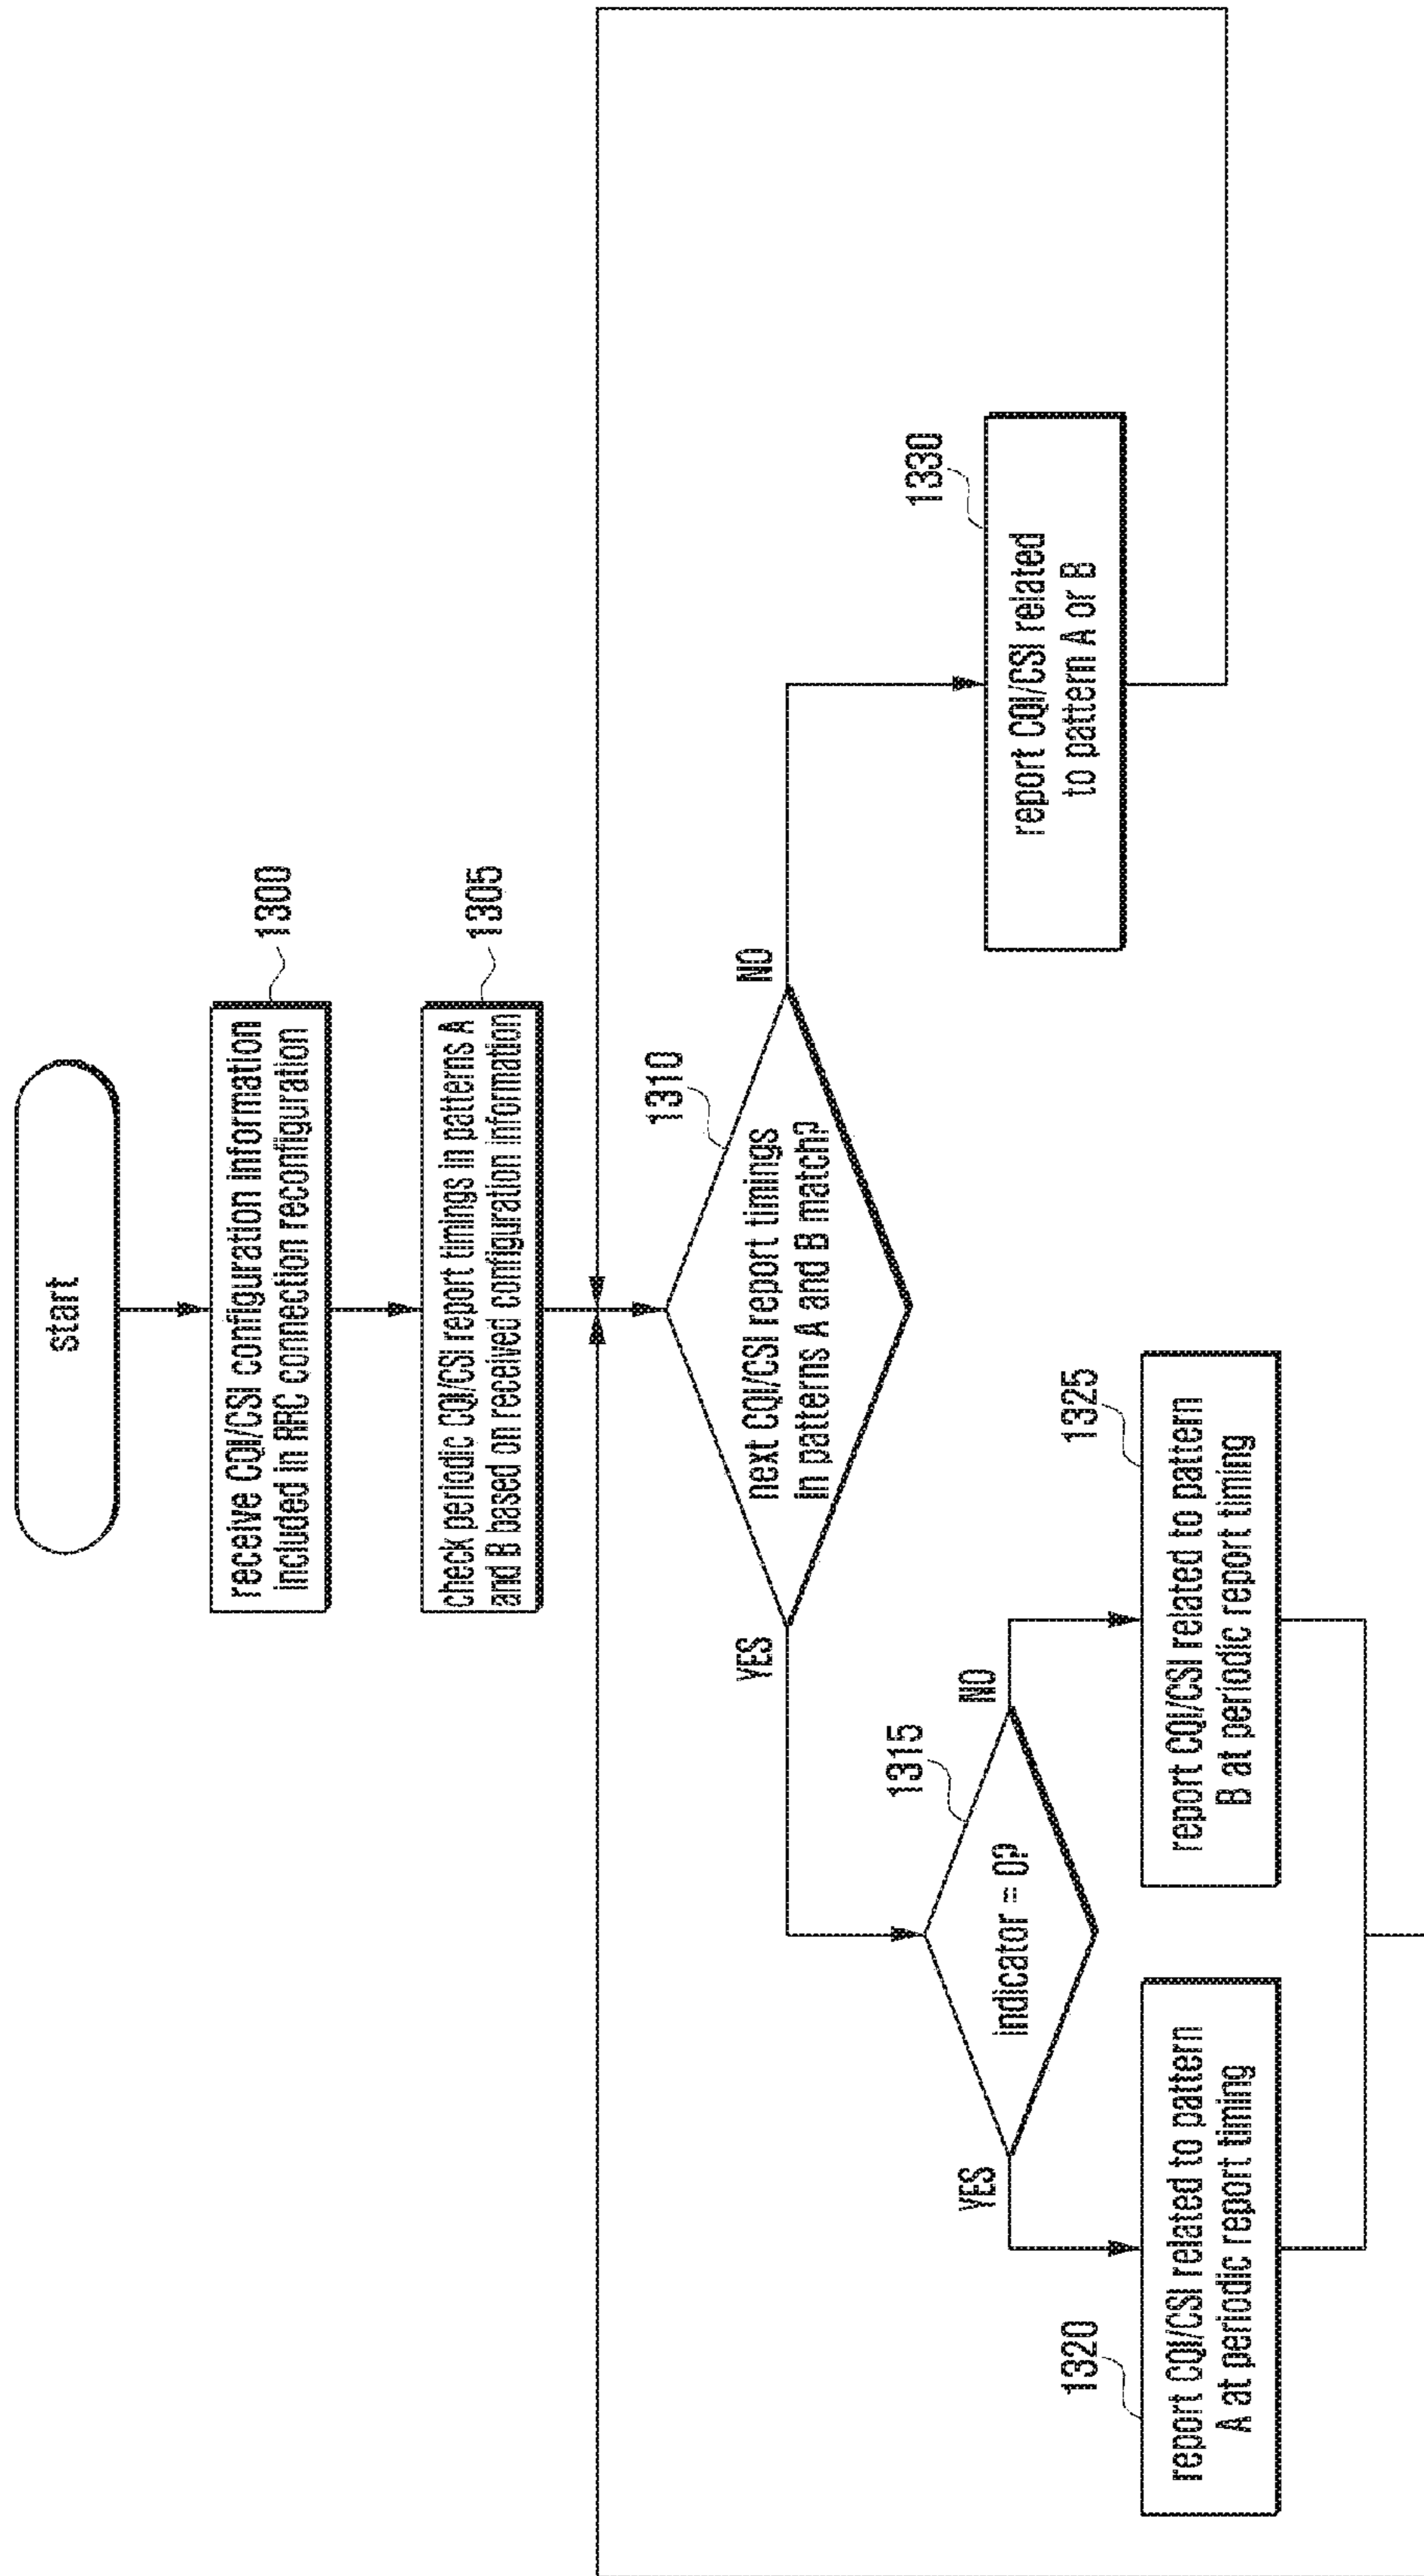 start
1300
receive CQI/CSI configuration information
included in RRC connection reconfiguration
1305
check periodic CQI/CSI report timings in patterns A
and B based on received configuration information
1310
next CQI/CSI report timings
in patterns A and B match?
YES
NO
1315
indicator = 0?
YES
NO
1320
report CQI/CSI related to pattern
A at periodic report timing
1325
report CQI/CSI related to pattern
B at periodic report timing
1330
report CQI/CSI related
to pattern A or B